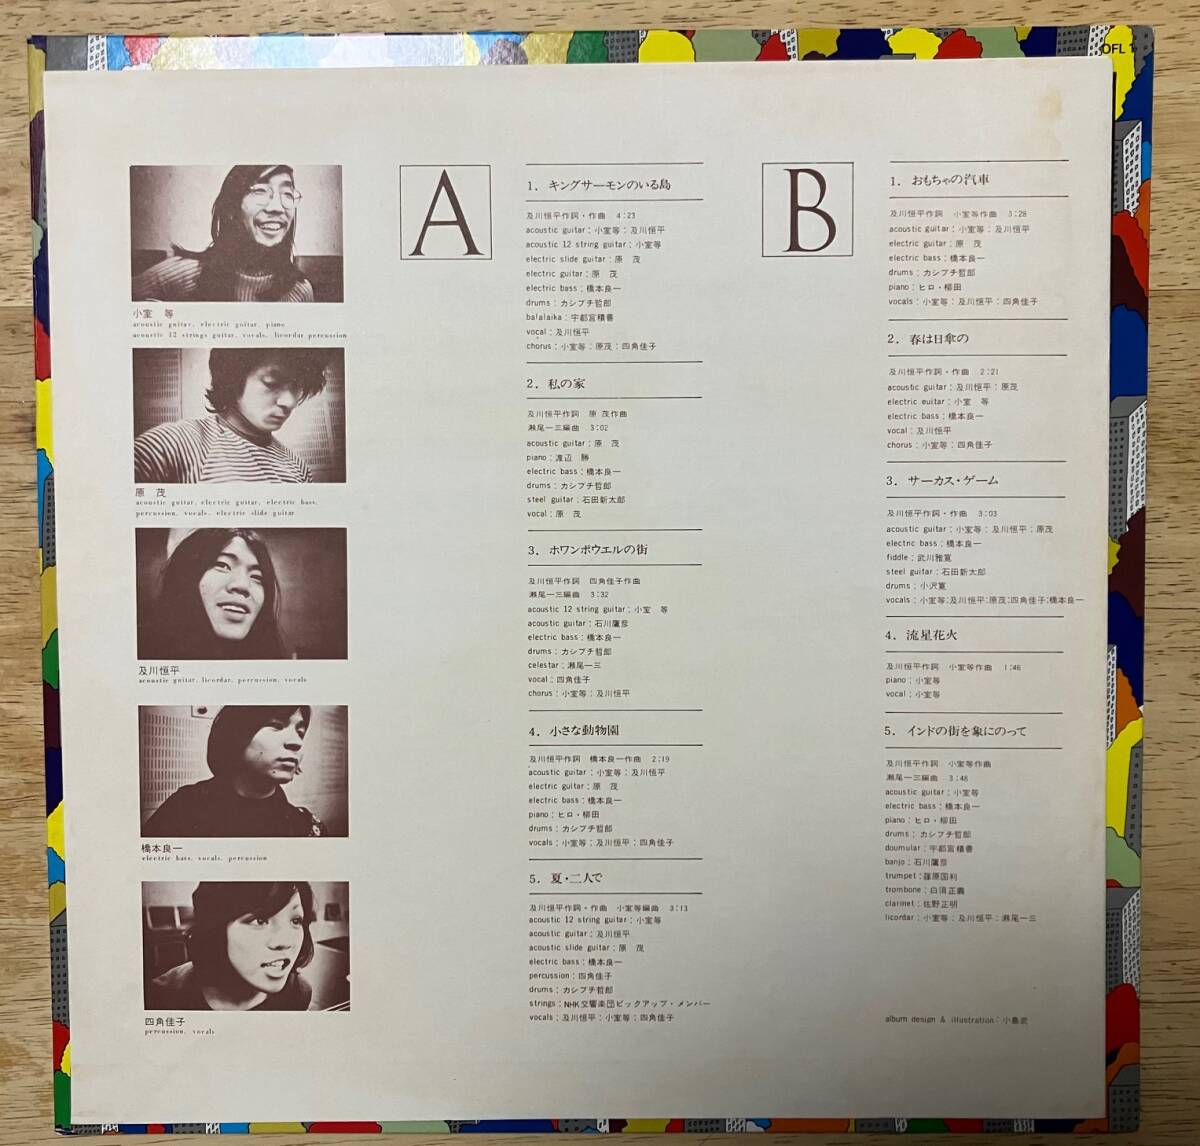 OFL 1
小室 等
acoustic guitar, electric guitar, piano
acoustic 12 strings guitar, vocals, licordar percussion
原 茂
acoustic guitar, electric guitar, electric bass,
percussion, vocals, electric slide guitar
及川恒平
acoustic guitar, licordar, percussion, vocals
橋本良一
electric bass, vocals, percussion
四角佳子
percussion, vocals
A
1. キングサーモンのいる島
及川恒平作詞・作曲 4:23
acoustic guitar:小室等:及川恒平
acoustic 12 string guitar:小室等
electric slide guitar:原 茂
electric guitar:原 茂
electric bass:橋本良一
drums:カシブチ哲郎
balalaika:宇都宮積善
vocal:及川恒平
chorus:小室等:原茂:四角佳子
2. 私の家
及川恒平作詞 原 茂作曲
瀬尾一三編曲 3:02
acoustic guitar:原 茂
piano:渡辺 勝
electric bass:橋本良一
drums:カシブチ哲郎
steel guitar:石田新太郎
vocal:原 茂
3. ホワンポウエルの街
及川恒平作詞 四角佳子作曲
瀬尾一三編曲 3:32
acoustic 12 string guitar:小室 等
acoustic guitar:石川鷹彦
electric bass:橋本良一
drums:カシブチ哲郎
celestar:瀬尾一三
vocal:四角佳子
chorus:小室等:及川恒平
4. 小さな動物園
及川恒平作詞 橋本良一作曲 2:19
acoustic guitar:小室等:及川恒平
electric guitar:原 茂
electric bass:橋本良一
piano:ヒロ・柳田
drums:カシブチ哲郎
vocals:小室等:及川恒平:四角佳子
5. 夏・二人で
及川恒平作詞・作曲 小室等編曲 3:13
acoustic 12 string guitar:小室等
acoustic guitar:及川恒平
acoustic slide guitar:原 茂
electric bass:橋本良一
percussion:四角佳子
drums:カシブチ哲郎
strings:NHK交響楽団ピックアップ・メンバー
vocals:及川恒平:小室等:四角佳子
B
1. おもちゃの汽車
及川恒平作詞 小室等作曲 3:28
acoustic guitar:小室等:及川恒平
electric guitar:原 茂
electric bass:橋本良一
drums:カシブチ哲郎
piano:ヒロ・柳田
vocals:小室等:及川恒平:四角佳子
2. 春は日傘の
及川恒平作詞・作曲 2:21
acoustic guitar:及川恒平:原茂
electric euitar:小室 等
electric bass:橋本良一
vocal:及川恒平
chorus:小室等:四角佳子
3. サーカス・ゲーム
及川恒平作詞・作曲 3:03
acoustic guitar:小室等:及川恒平:原茂
electric bass:橋本良一
fiddle:武川雅寛
steel guitar:石田新太郎
drums:小沢寛
vocals:小室等:及川恒平:原茂:四角佳子:橋本良一
4. 流星花火
及川恒平作詞 小室等作曲 1:46
piano:小室等
vocal:小室等
5. インドの街を象にのって
及川恒平作詞 小室等作曲
瀬尾一三編曲 3:48
acoustic guitar:小室等
electric bass:橋本良一
piano:ヒロ・柳田
drums:カシブチ哲郎
doumular:宇都宮積善
banjo:石川鷹彦
trumpet:篠原国利
trombone:白須正義
clarinet:佐野正明
licordar:小室等:及川恒平:瀬尾一三
album design & illustration:小島武